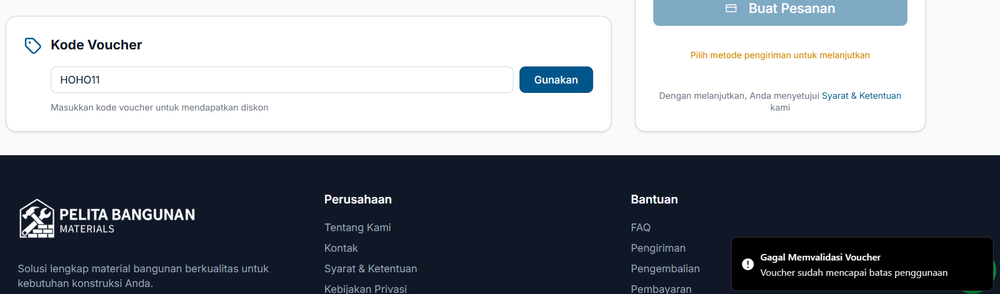 Buat Pesanan
Kode Voucher
HOHO11
Gunakan
Masukkan kode voucher untuk mendapatkan diskon
Pilih metode pengiriman untuk melanjutkan
Dengan melanjutkan, Anda menyetujui Syarat & Ketentuan
kami
PELITA BANGUNAN
MATERIALS
Solusi lengkap material bangunan berkualitas untuk
kebutuhan konstruksi Anda.
Perusahaan
Tentang Kami
Kontak
Syarat & Ketentuan
Kebijakan Privasi
Bantuan
FAQ
Pengiriman
Pengembalian
Pembayaran
Gagal Memvalidasi Voucher
Voucher sudah mencapai batas penggunaan